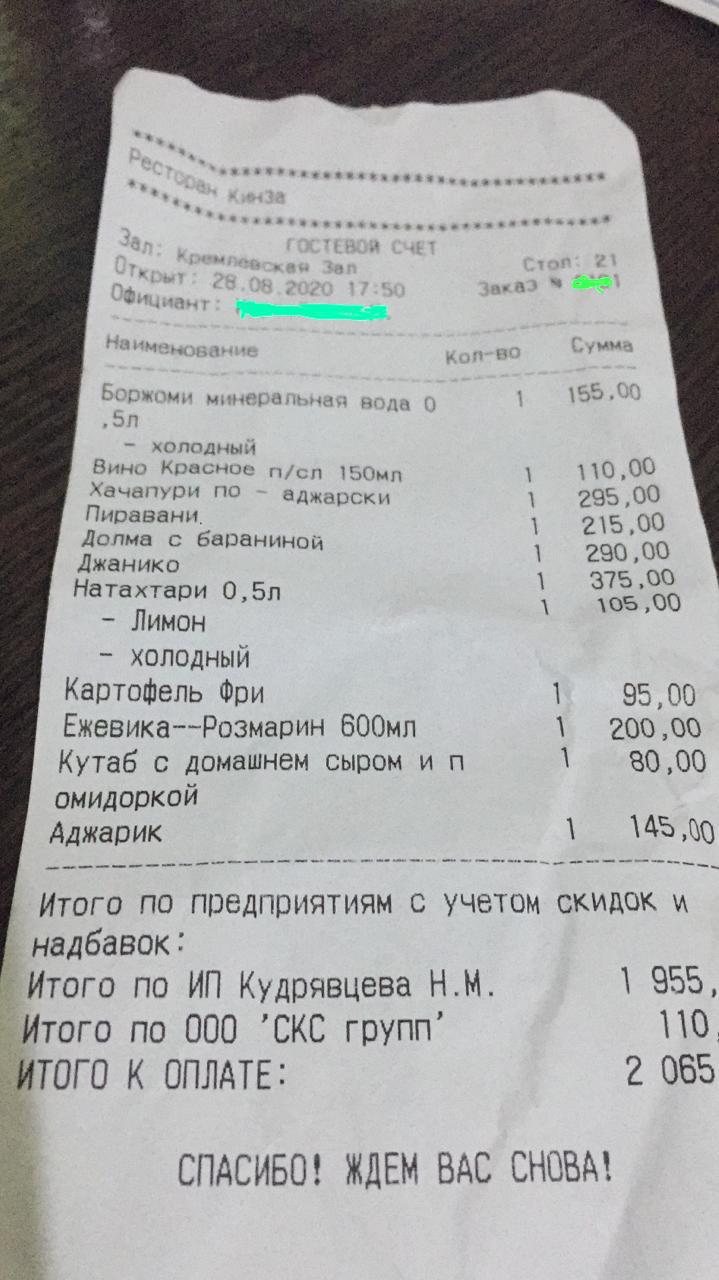 ********************************
Ресторан Кинза
********************************
ГОСТЕВОЙ СЧЕТ
Зал: Кремлевская Зал Стол: 21
Открыт: 28.08.2020 17:50 Заказ №
Официант:
Наименование Кол-во Сумма
Боржоми минеральная вода 0 1 155,00
,5л
- холодный
Вино Красное п/сл 150мл 1 110,00
Хачапури по - аджарски 1 295,00
Пиравани 1 215,00
Долма с бараниной 1 290,00
Джанико 1 375,00
Натахтари 0,5л 1 105,00
- Лимон
- холодный
Картофель Фри 1 95,00
Ежевика--Розмарин 600мл 1 200,00
Кутаб с домашнем сыром и п 1 80,00
омидоркой
Аджарик 1 145,00
Итого по предприятиям с учетом скидок и
надбавок:
Итого по ИП Кудрявцева Н.М. 1 955,
Итого по ООО 'СКС групп' 110,
ИТОГО К ОПЛАТЕ: 2 065
СПАСИБО! ЖДЕМ ВАС СНОВА!